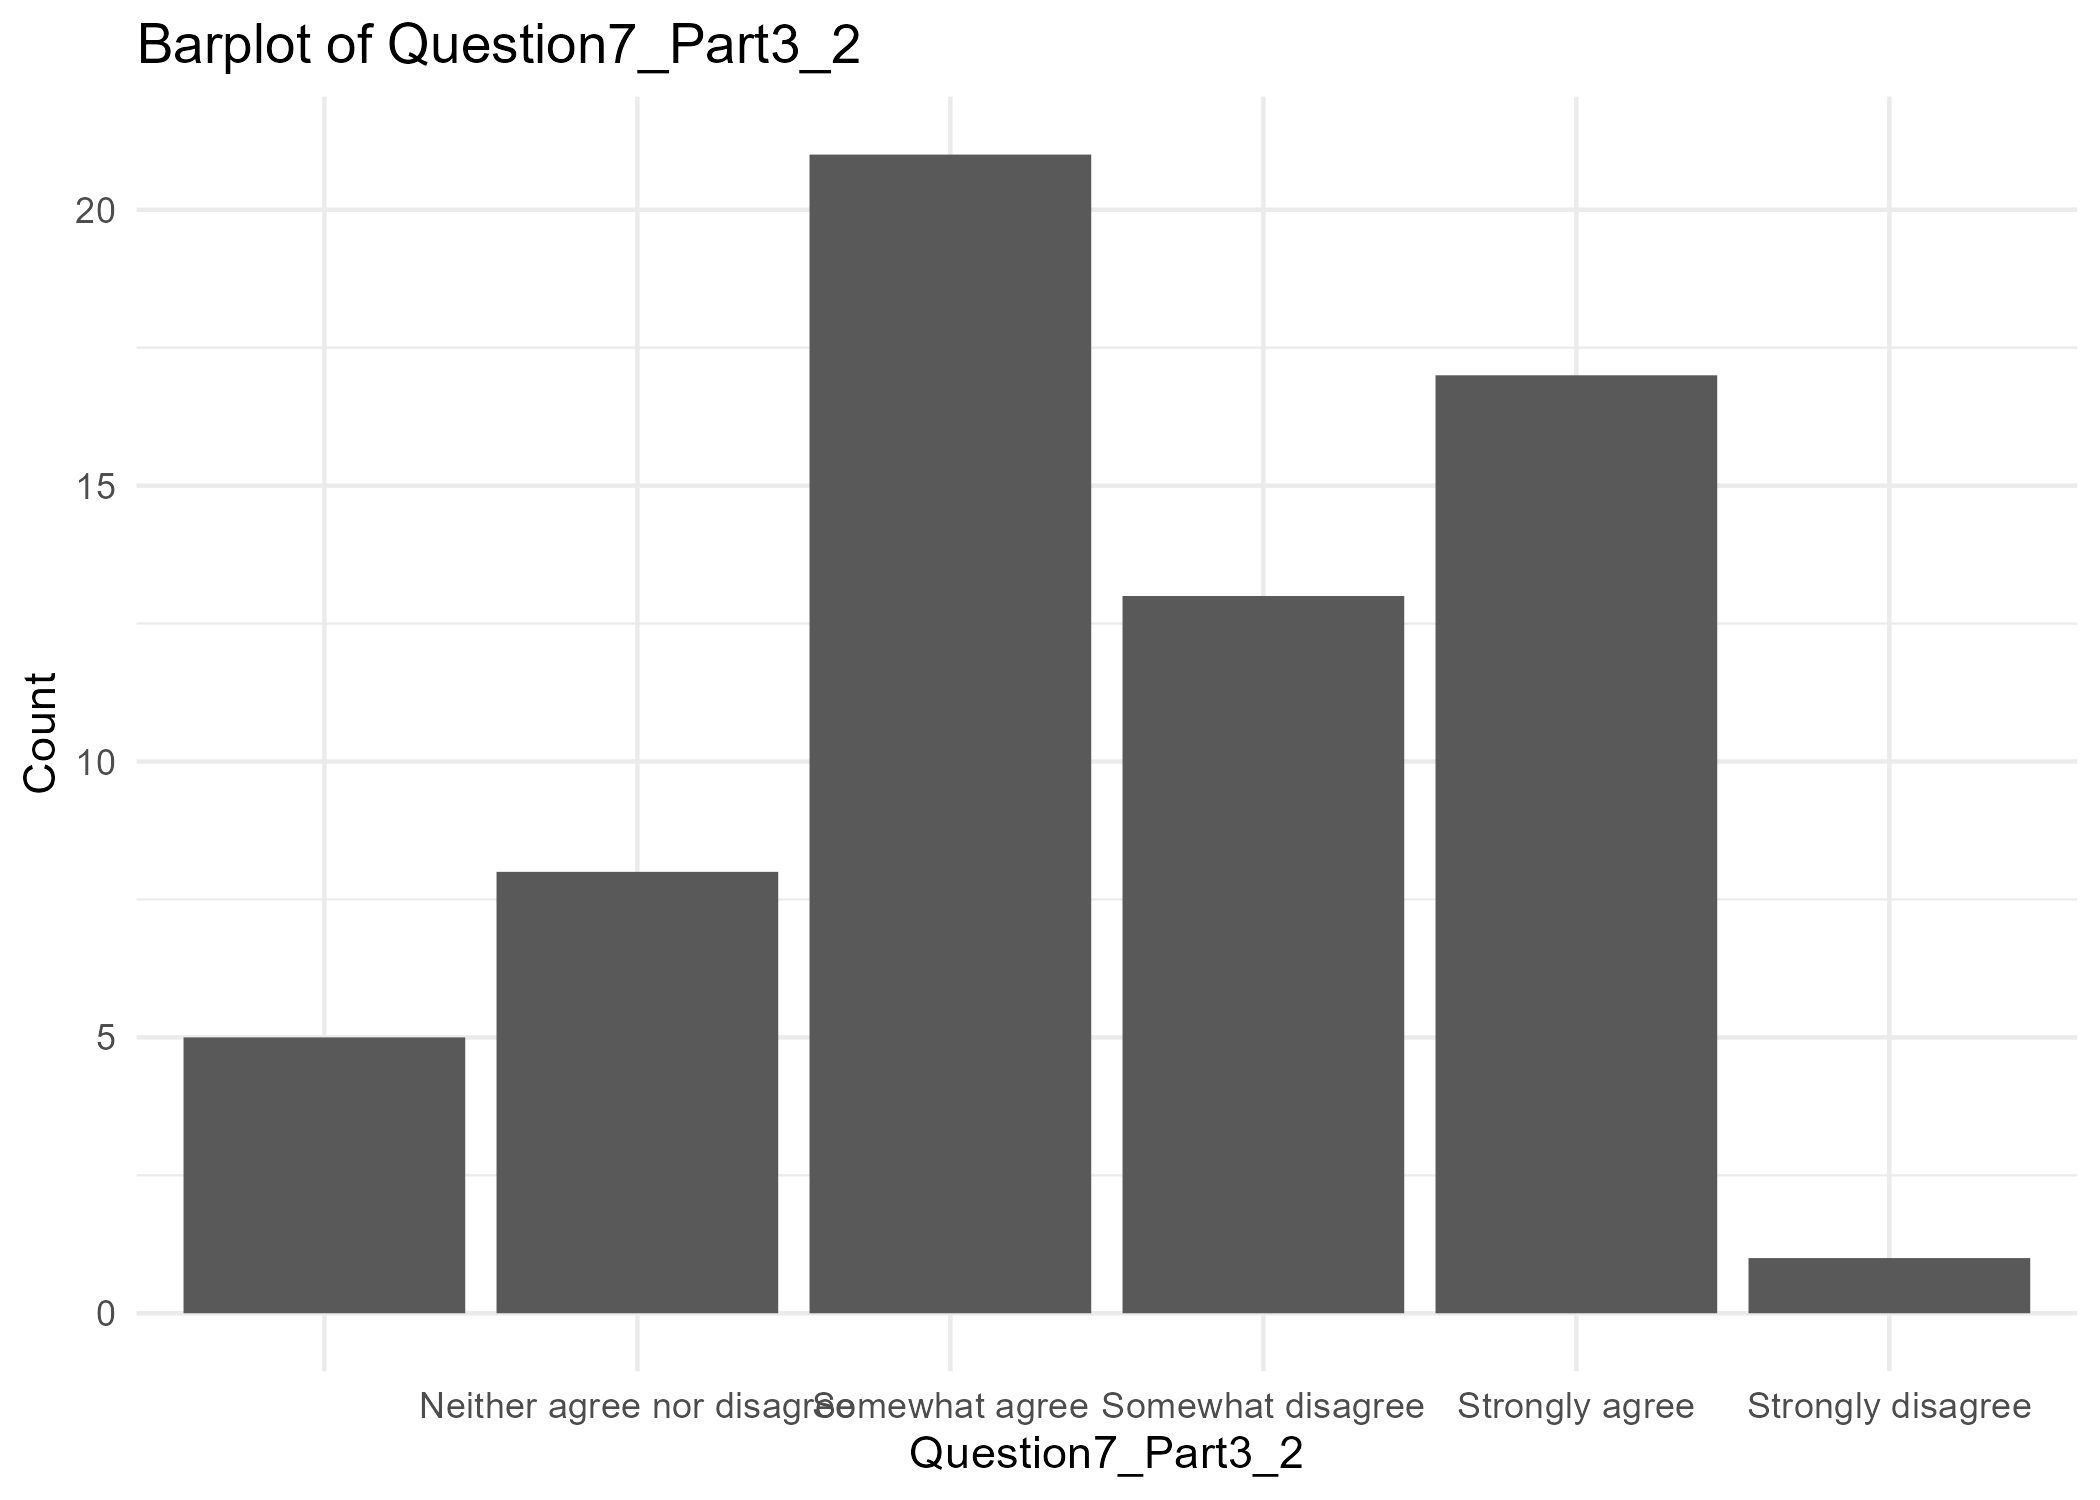 Barplot of Question7_Part3_2
Count
20
15
10
5
0
Neither agree nor disagree Somewhat agree Somewhat disagree Strongly agree Strongly disagree
Question7_Part3_2